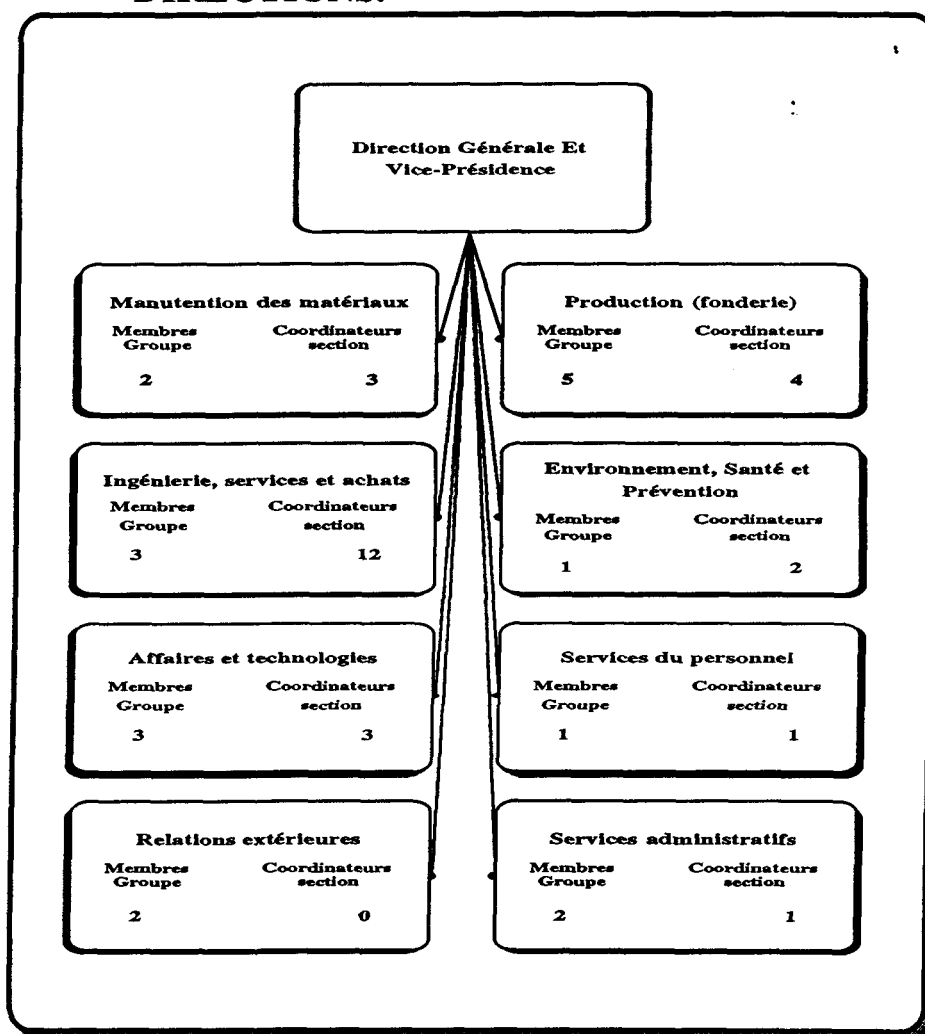 DIRECTIONS.
Direction Générale Et
Vice-Présidence
Manutention des matériaux
Membres Coordinateurs
Groupe section
2 3
Production (fonderie)
Membres Coordinateurs
Groupe section
5 4
Ingénierie, services et achats
Membres Coordinateurs
Groupe section
3 12
Environnement, Santé et
Prévention
Membres Coordinateurs
Groupe section
1 2
Affaires et technologies
Membres Coordinateurs
Groupe section
3 3
Services du personnel
Membres Coordinateurs
Groupe section
1 1
Relations extérieures
Membres Coordinateurs
Groupe section
2 0
Services administratifs
Membres Coordinateurs
Groupe section
2 1